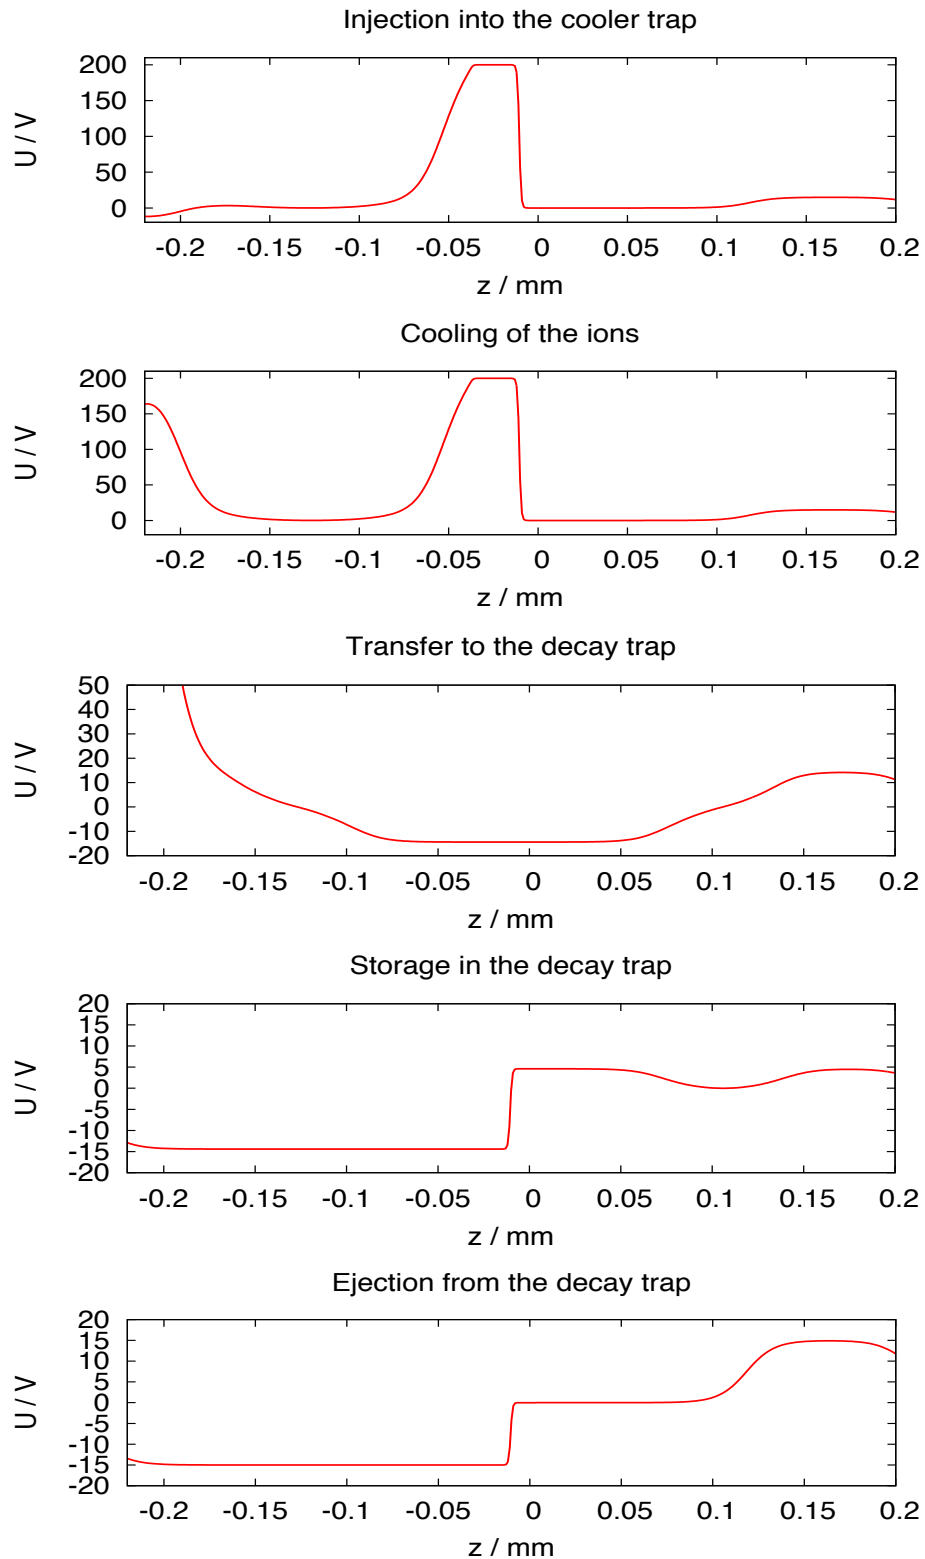 Injection into the cooler trap
200
150
100
50
0
U / V
-0.2 -0.15 -0.1 -0.05 0 0.05 0.1 0.15 0.2
z / mm
Cooling of the ions
200
150
100
50
0
U / V
-0.2 -0.15 -0.1 -0.05 0 0.05 0.1 0.15 0.2
z / mm
Transfer to the decay trap
50
40
30
20
10
0
-10
-20
U / V
-0.2 -0.15 -0.1 -0.05 0 0.05 0.1 0.15 0.2
z / mm
Storage in the decay trap
20
15
10
5
0
-5
-10
-15
-20
U / V
-0.2 -0.15 -0.1 -0.05 0 0.05 0.1 0.15 0.2
z / mm
Ejection from the decay trap
20
15
10
5
0
-5
-10
-15
-20
U / V
-0.2 -0.15 -0.1 -0.05 0 0.05 0.1 0.15 0.2
z / mm